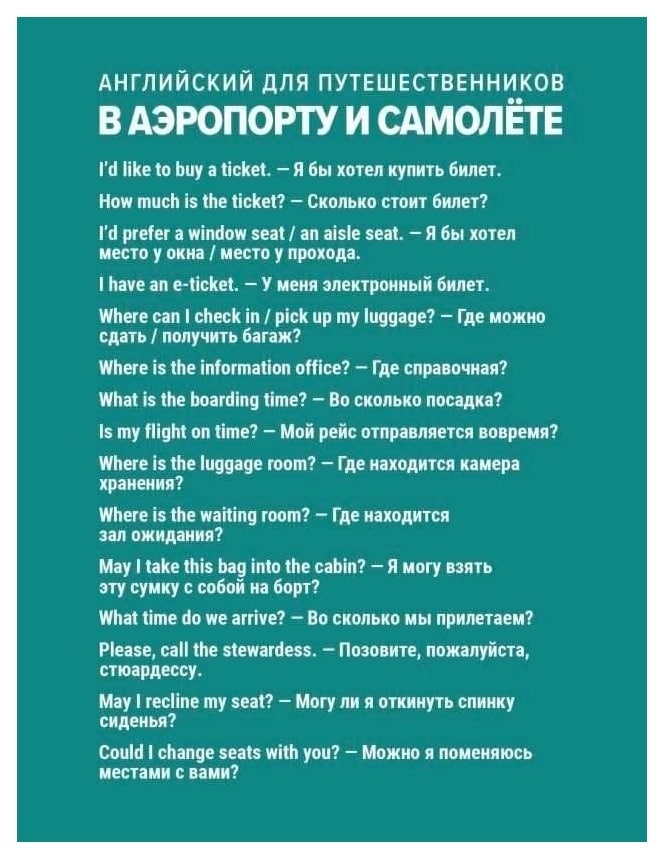 АНГЛИЙСКИЙ ДЛЯ ПУТЕШЕСТВЕННИКОВ
В АЭРОПОРТУ И САМОЛЁТЕ
I'd like to buy a ticket. — Я бы хотел купить билет.
How much is the ticket? — Сколько стоит билет?
I'd prefer a window seat / an aisle seat. — Я бы хотел
место у окна / место у прохода.
I have an e-ticket. — У меня электронный билет.
Where can I check in / pick up my luggage? — Где можно
сдать / получить багаж?
Where is the information office? — Где справочная?
What is the boarding time? — Во сколько посадка?
Is my flight on time? — Мой рейс отправляется вовремя?
Where is the luggage room? — Где находится камера
хранения?
Where is the waiting room? — Где находится
зал ожидания?
May I take this bag into the cabin? — Я могу взять
эту сумку с собой на борт?
What time do we arrive? — Во сколько мы прилетаем?
Please, call the stewardess. — Позовите, пожалуйста,
стюардессу.
May I recline my seat? — Могу ли я откинуть спинку
сиденья?
Could I change seats with you? — Можно я поменяюсь
местами с вами?